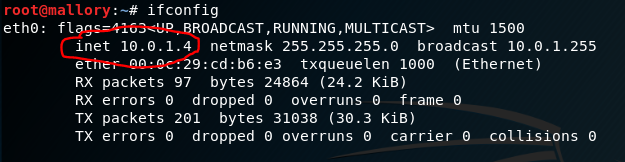 root@mallory:~# ifconfig
eth0: flags=4163<UP,BROADCAST,RUNNING,MULTICAST>  mtu 1500
        inet 10.0.1.4  netmask 255.255.255.0  broadcast 10.0.1.255
        ether 00:0c:29:cd:b6:e3  txqueuelen 1000  (Ethernet)
        RX packets 97  bytes 24864 (24.2 KiB)
        RX errors 0  dropped 0  overruns 0  frame 0
        TX packets 201  bytes 31038 (30.3 KiB)
        TX errors 0  dropped 0 overruns 0  carrier 0  collisions 0